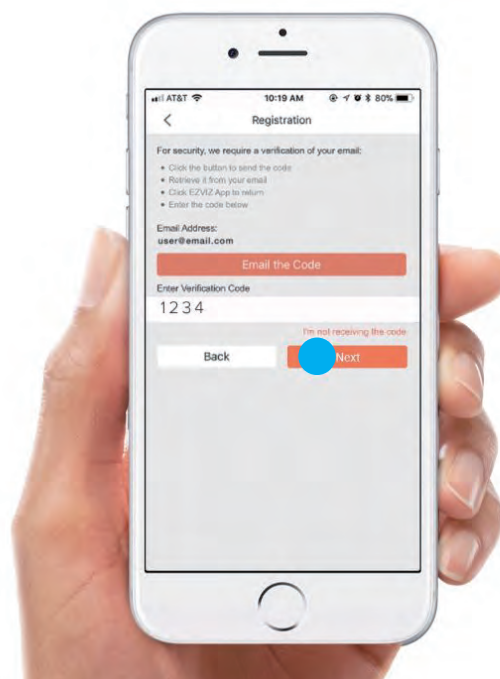 AT&T 10:19 AM 80%
Registration
For security, we require a verification of your email:
• Click the button to send the code
• Retrieve it from your email
• Click EZVIZ App to return
• Enter the code below
Email Address:
user@email.com
Email the Code
Enter Verification Code
1234
I'm not receiving the code
Back Next